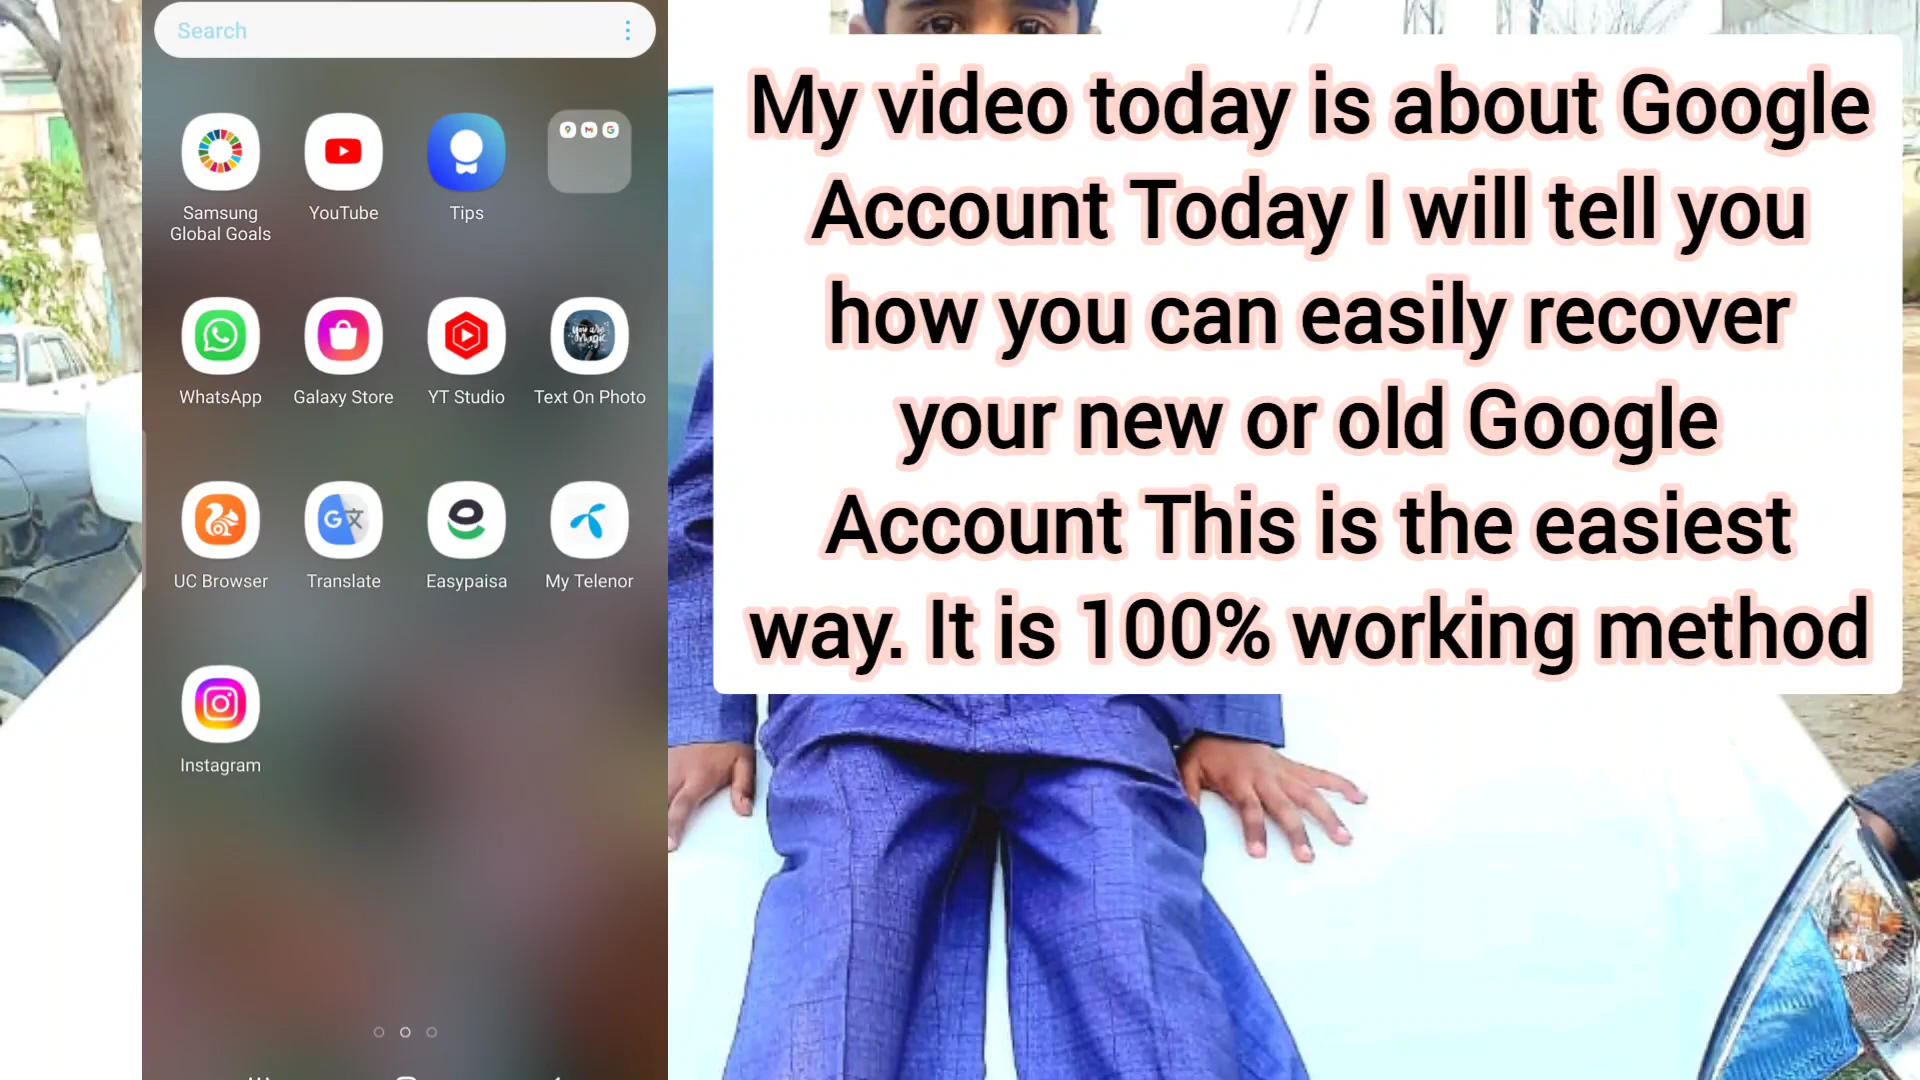 Search
Samsung
Global Goals
YouTube
Tips
WhatsApp
Galaxy Store
YT Studio
Text On Photo
UC Browser
Translate
Easypaisa
My Telenor
Instagram
My video today is about Google
Account Today I will tell you
how you can easily recover
your new or old Google
Account This is the easiest
way. It is 100% working method